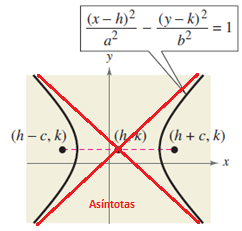 (x – h)² / a² – (y – k)² / b² = 1
y
(h – c, k) (h, k) (h + c, k)
x
Asíntotas